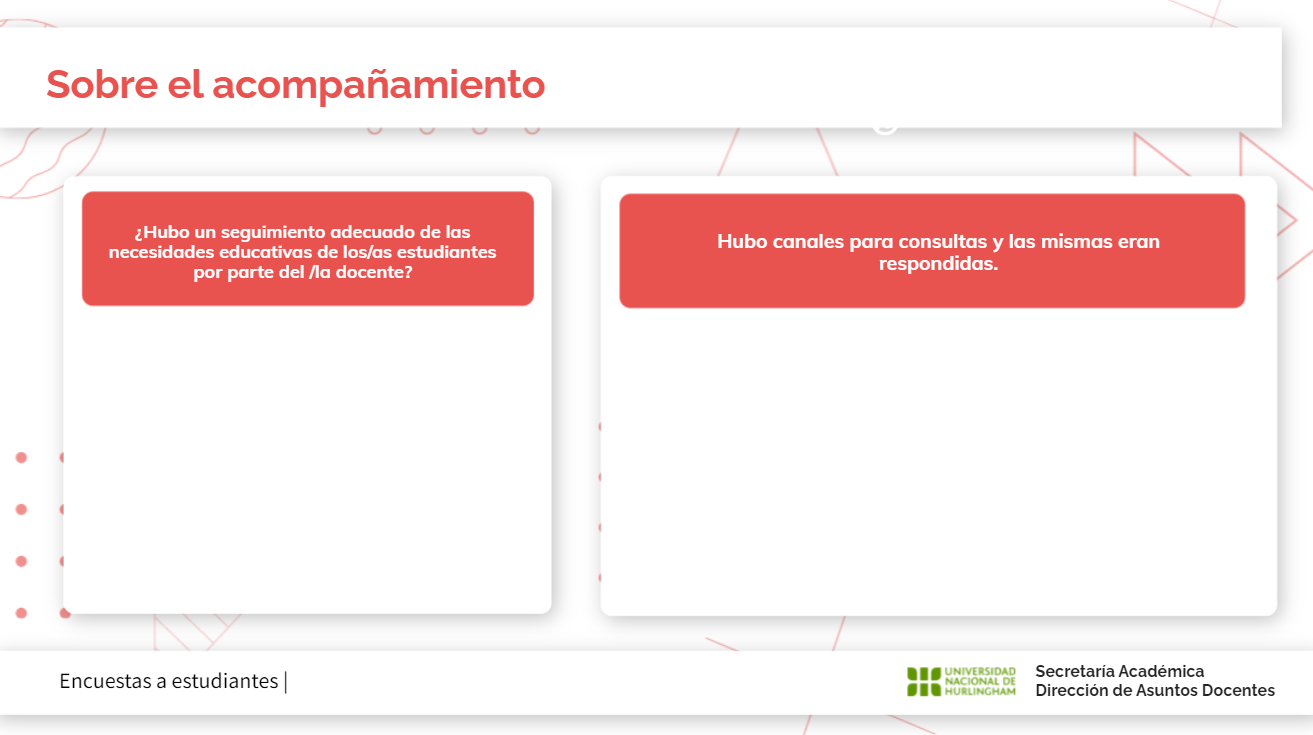 Sobre el acompañamiento
¿Hubo un seguimiento adecuado de las
necesidades educativas de los/as estudiantes
por parte del /la docente?
Hubo canales para consultas y las mismas eran
respondidas.
Encuestas a estudiantes |
UNIVERSIDAD
NACIONAL DE
HURLINGHAM
Secretaría Académica
Dirección de Asuntos Docentes